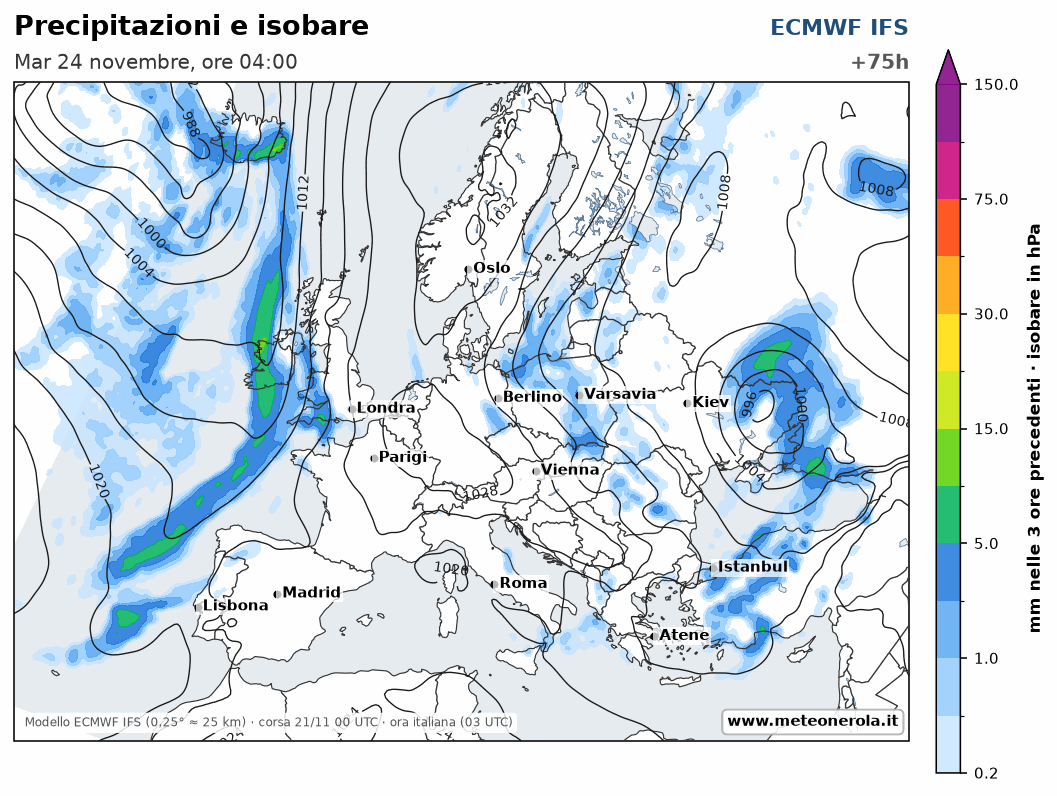 Precipitazioni e isobare
ECMWF IFS
Mar 24 novembre, ore 04:00
+75h
150.0
75.0
30.0
15.0
5.0
1.0
0.2
mm nelle 3 ore precedenti · isobare in hPa
988
1012
1008
1008
1032
1000
1004
Oslo
996
1000
Londra
Berlino
Varsavia
Kiev
Parigi
Vienna
1020
1028
Istanbul
Roma
Madrid
Lisbona
Atene
Modello ECMWF IFS (0,25° ≈ 25 km) · corsa 21/11 00 UTC · ora italiana (03 UTC)
www.meteonerola.it